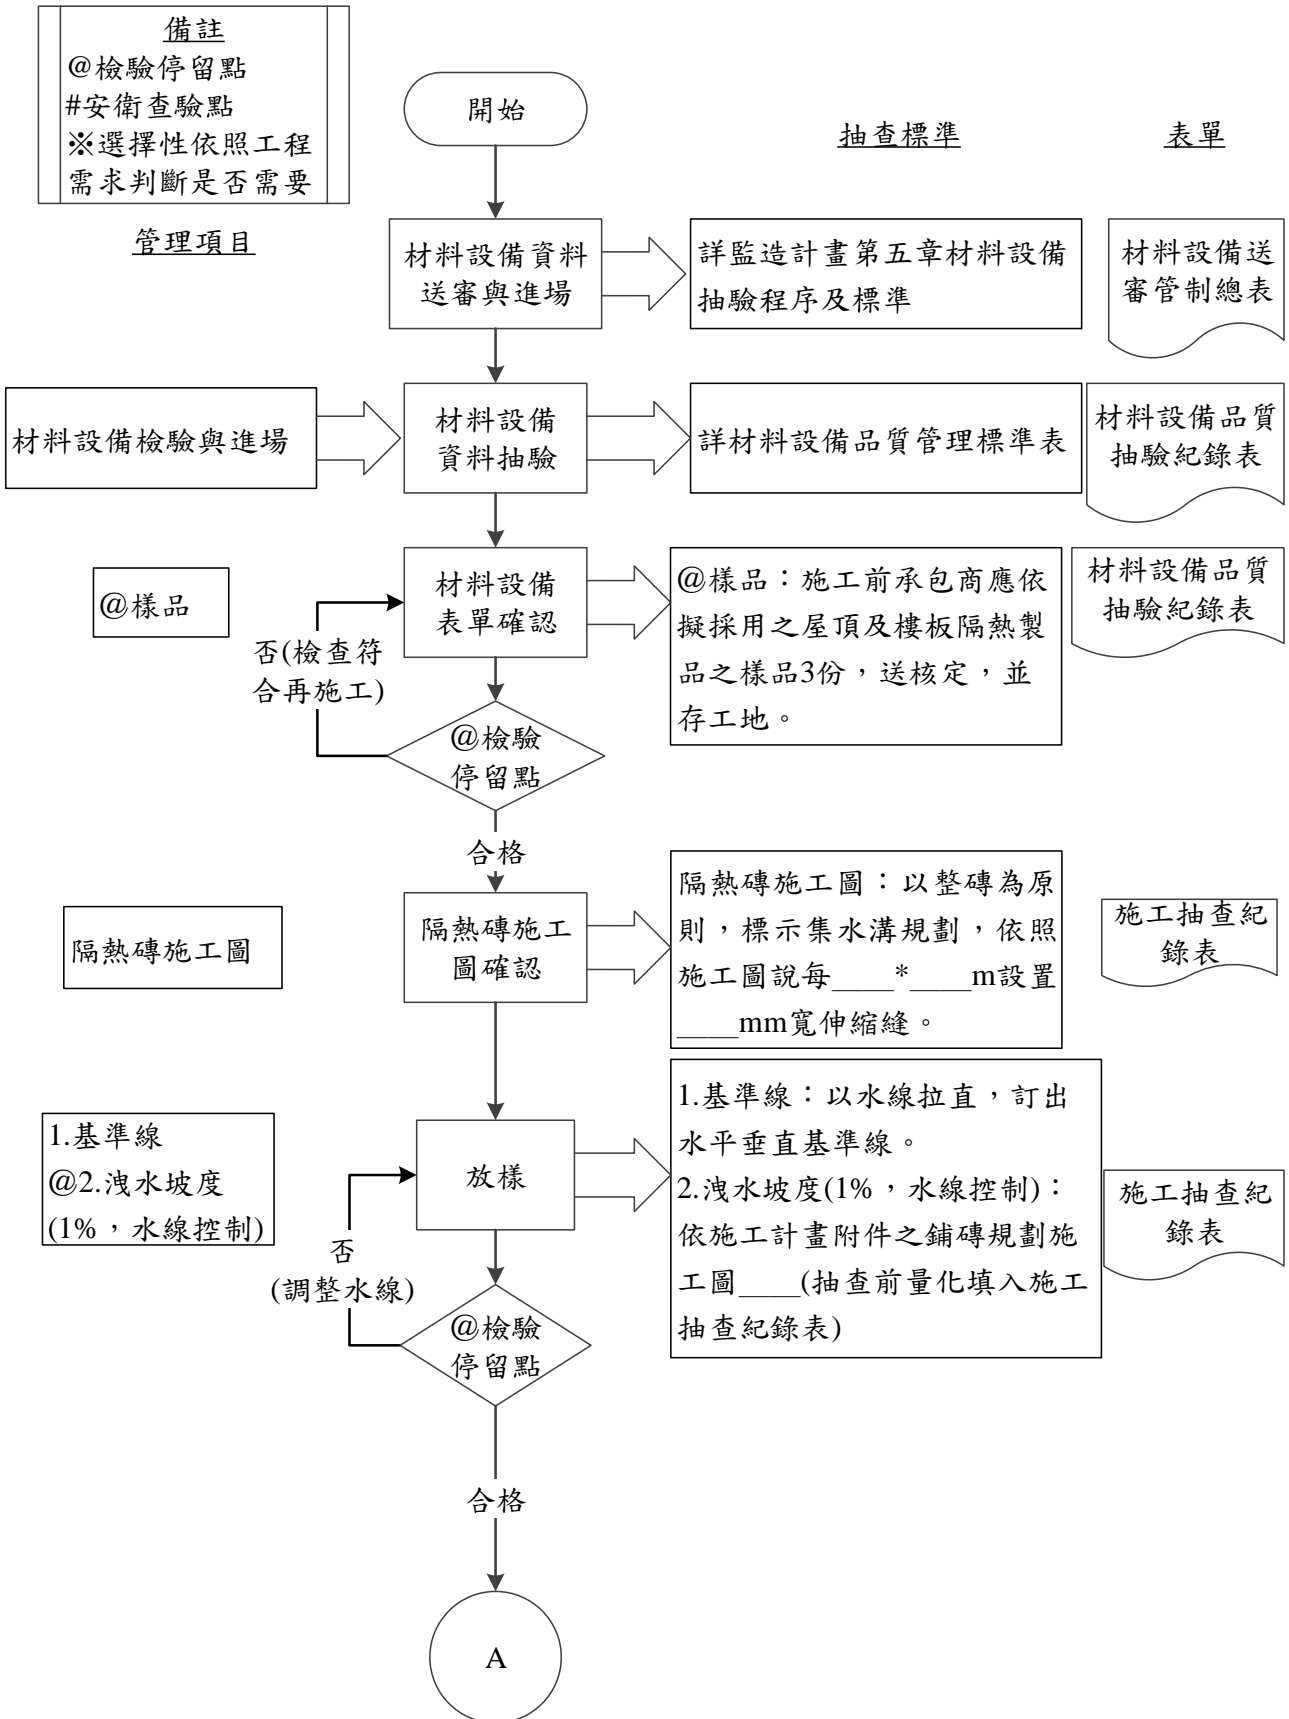 備註
@檢驗停留點
#安衛查驗點
※選擇性依照工程
需求判斷是否需要
開始
抽查標準
表單
管理項目
材料設備資料
送審與進場
詳監造計畫第五章材料設備
抽驗程序及標準
材料設備送
審管制總表
材料設備檢驗與進場
材料設備
資料抽驗
詳材料設備品質管理標準表
材料設備品質
抽驗紀錄表
@樣品
材料設備
表單確認
@樣品：施工前承包商應依
擬採用之屋頂及樓板隔熱製
品之樣品3份，送核定，並
存工地。
材料設備品質
抽驗紀錄表
否(檢查符
合再施工)
@檢驗
停留點
合格
隔熱磚施工圖
隔熱磚施工
圖確認
隔熱磚施工圖：以整磚為原
則，標示集水溝規劃，依照
施工圖說每____*____m設置
____mm寬伸縮縫。
施工抽查紀
錄表
1.基準線
@2.洩水坡度
(1%，水線控制)
放樣
1.基準線：以水線拉直，訂出
水平垂直基準線。
2.洩水坡度(1%，水線控制)：
依施工計畫附件之鋪磚規劃施
工圖____(抽查前量化填入施工
抽查紀錄表)
施工抽查紀
錄表
否
(調整水線)
@檢驗
停留點
合格
A